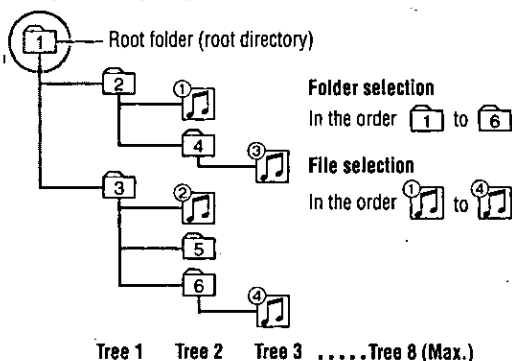 1 Root folder (root directory)
2 ①
4 ③
3 ②
5
6 ④
Tree 1 Tree 2 Tree 3 .....Tree 8 (Max.)
Folder selection
In the order 1 to 6
File selection
In the order ① to ④